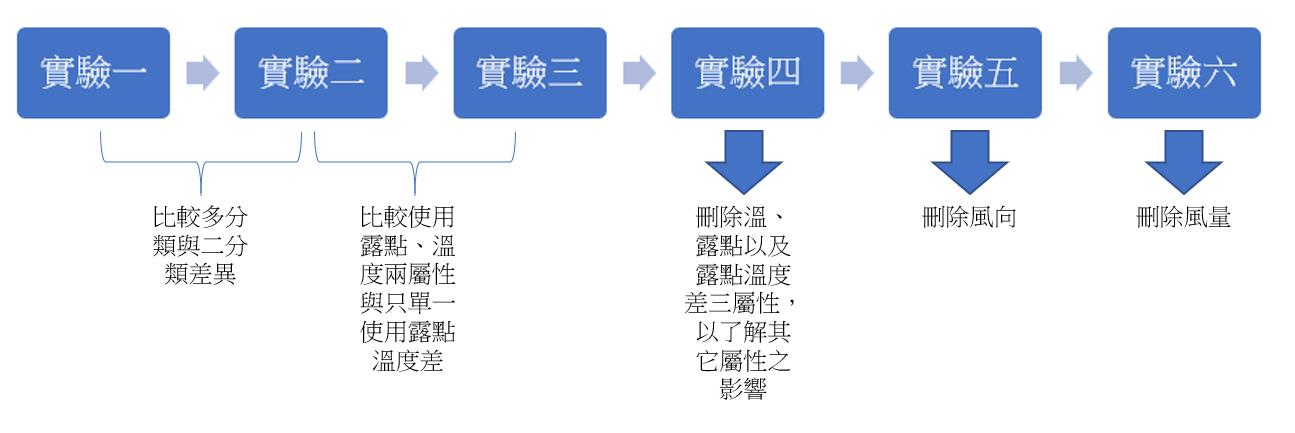 實驗一
實驗二
實驗三
實驗四
實驗五
實驗六
比較多分
類與二分
類差異
比較使用
露點、溫
度兩屬性
與只單一
使用露點
溫度差
刪除溫、
露點以及
露點溫度
差三屬性，
以了解其
它屬性之
影響
刪除風向
刪除風量